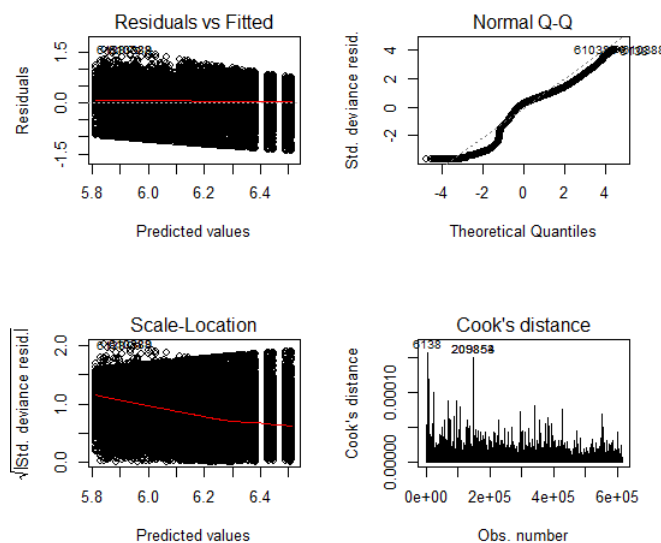 Residuals vs Fitted
Residuals
1.5
0.0
-1.5
5.8 6.0 6.2 6.4
Predicted values
Normal Q-Q
Std. deviance resid.
4
2
0
-2
-4 -2 0 2 4
Theoretical Quantiles
Scale-Location
√|Std. deviance resid.|
2.0
1.0
0.0
5.8 6.0 6.2 6.4
Predicted values
Cook's distance
Cook's distance
6138
0.00010
0.00000
0e+00 2e+05 4e+05 6e+05
Obs. number